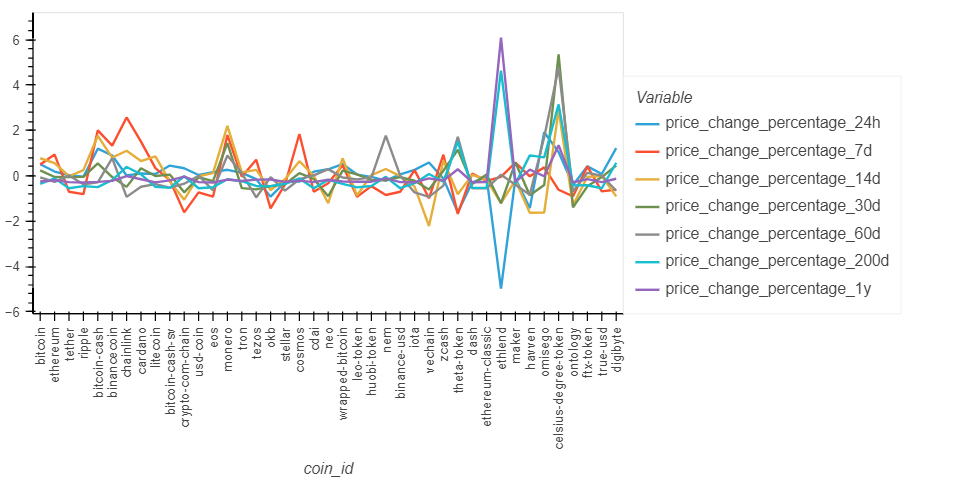 6
4
2
0
−2
−4
−6
bitcoin
ethereum
tether
ripple
bitcoin-cash
binancecoin
chainlink
cardano
litecoin
bitcoin-cash-sv
crypto-com-chain
usd-coin
eos
monero
tron
tezos
okb
stellar
cosmos
cdai
neo
wrapped-bitcoin
leo-token
huobi-token
nem
binance-usd
iota
vechain
zcash
theta-token
dash
ethereum-classic
ethlend
maker
havven
omisego
celsius-degree-token
ontology
ftx-token
true-usd
digibyte
coin_id
Variable
price_change_percentage_24h
price_change_percentage_7d
price_change_percentage_14d
price_change_percentage_30d
price_change_percentage_60d
price_change_percentage_200d
price_change_percentage_1y